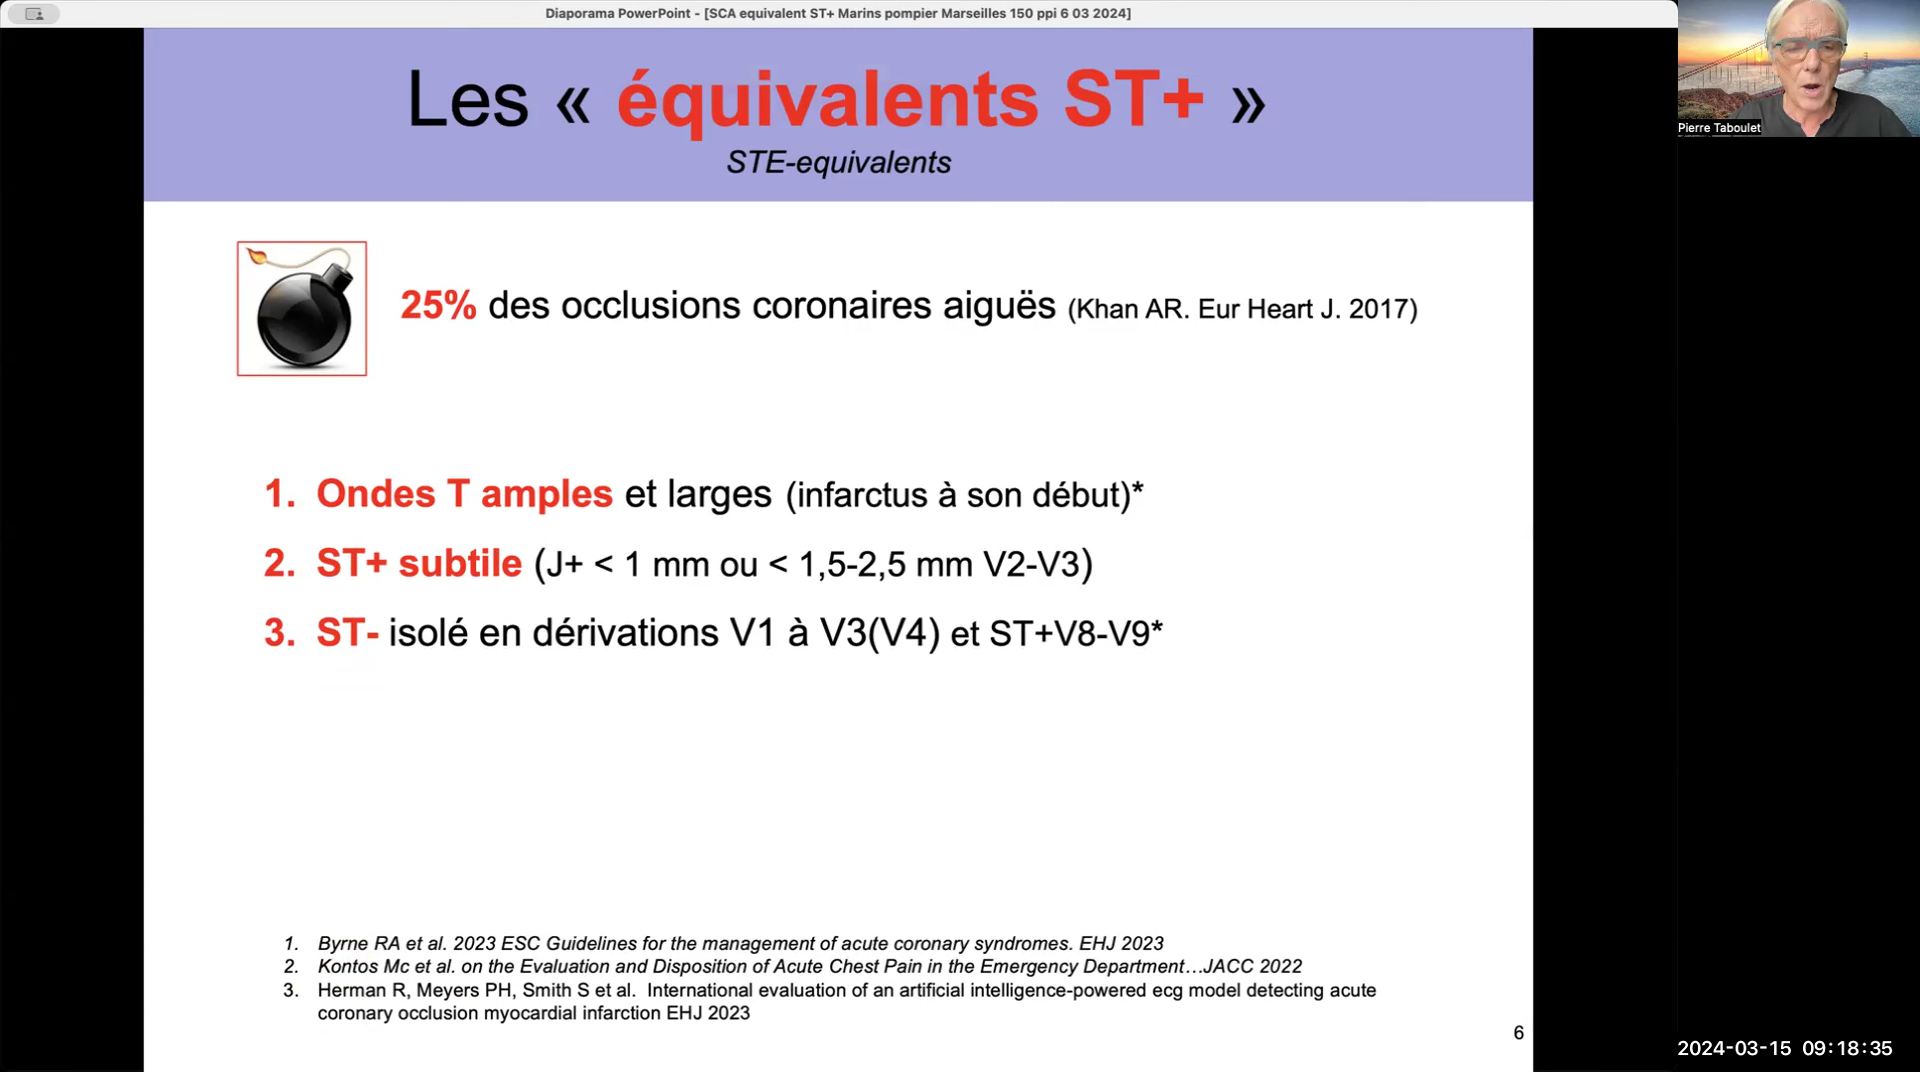 Diaporama PowerPoint - [SCA equivalent ST+ Marins pompier Marseilles 150 ppi 6 03 2024]
Les « équivalents ST+ »
STE-equivalents
25% des occlusions coronaires aiguës (Khan AR. Eur Heart J. 2017)
1. Ondes T amples et larges (infarctus à son début)*
2. ST+ subtile (J+ < 1 mm ou < 1,5-2,5 mm V2-V3)
3. ST- isolé en dérivations V1 à V3(V4) et ST+V8-V9*
1. Byrne RA et al. 2023 ESC Guidelines for the management of acute coronary syndromes. EHJ 2023
2. Kontos Mc et al. on the Evaluation and Disposition of Acute Chest Pain in the Emergency Department…JACC 2022
3. Herman R, Meyers PH, Smith S et al. International evaluation of an artificial intelligence-powered ecg model detecting acute
coronary occlusion myocardial infarction EHJ 2023
6
Pierre Taboulet
2024-03-15 09:18:35